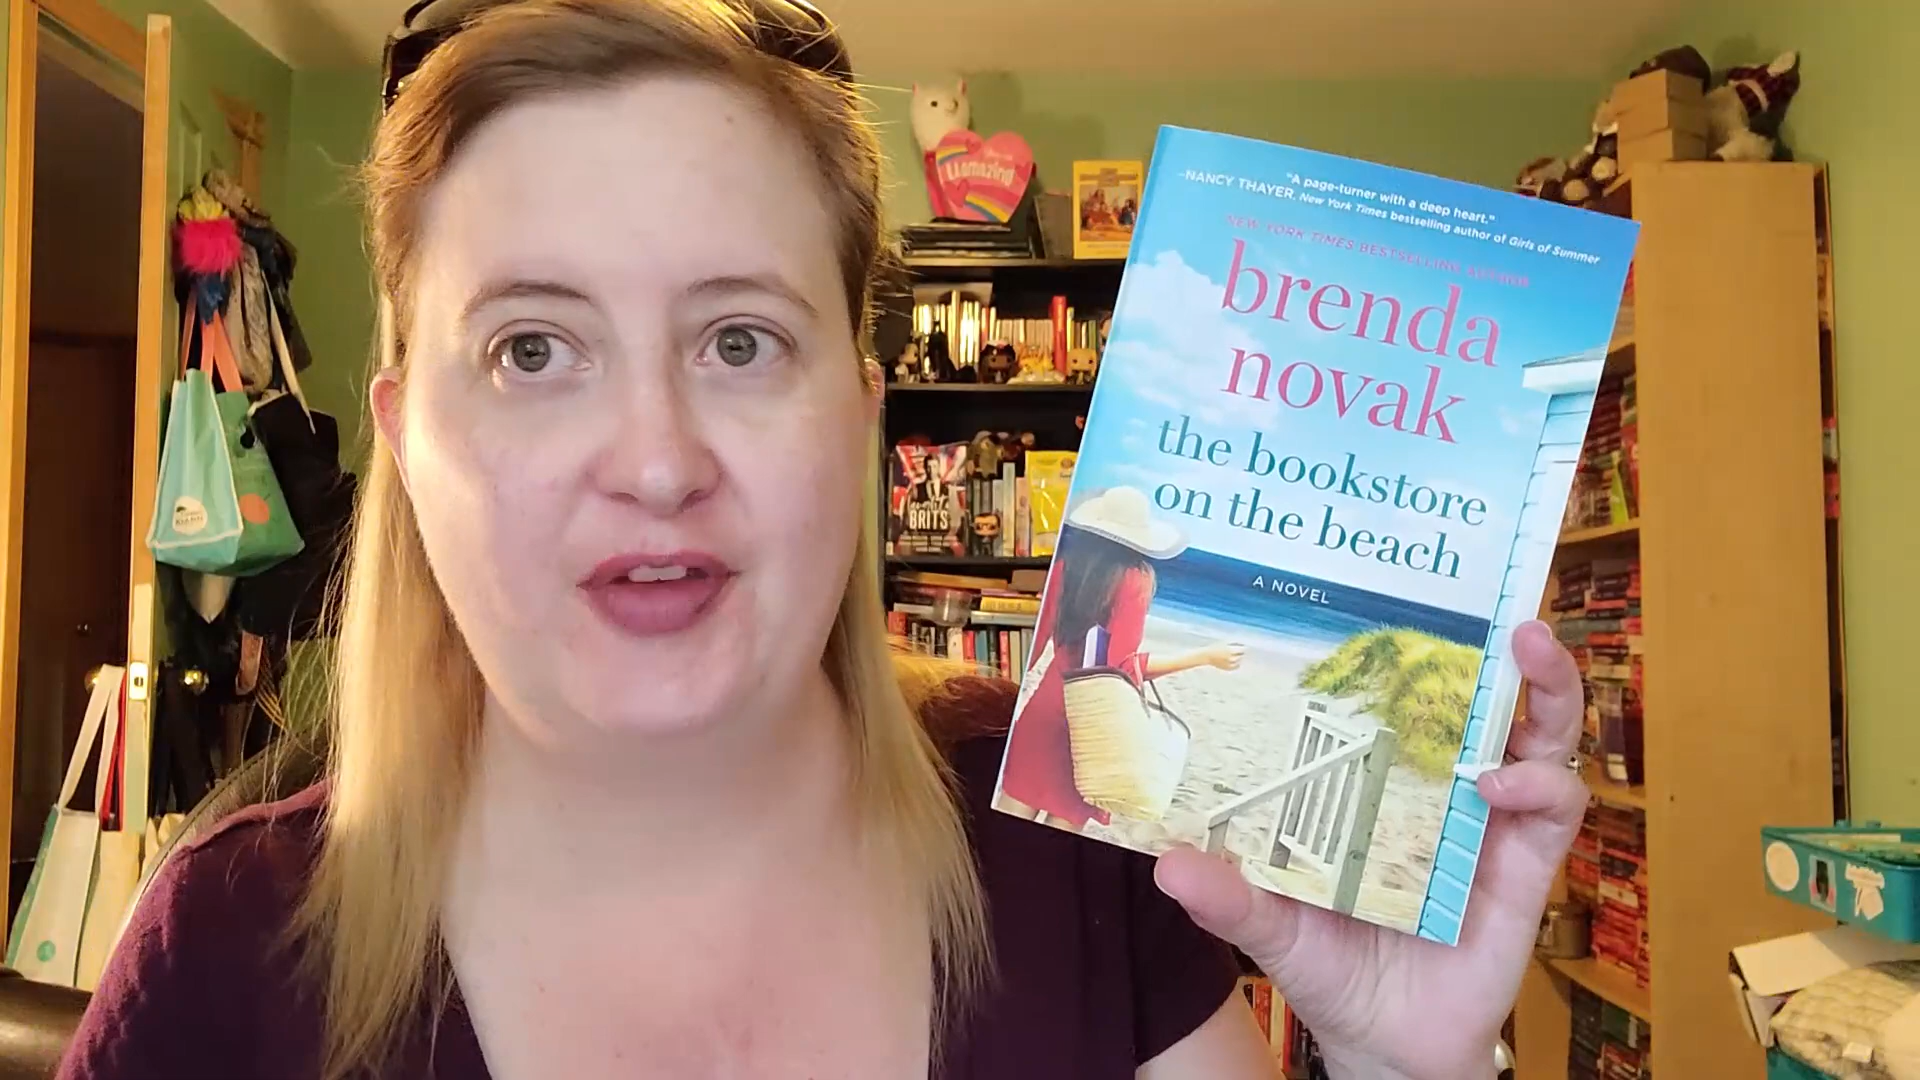 "A page-turner with a deep heart."
–NANCY THAYER, New York Times bestselling author of Girls of Summer
NEW YORK TIMES BESTSELLING AUTHOR
brenda
novak
the bookstore
on the beach
A NOVEL
Llamazing
BRITS